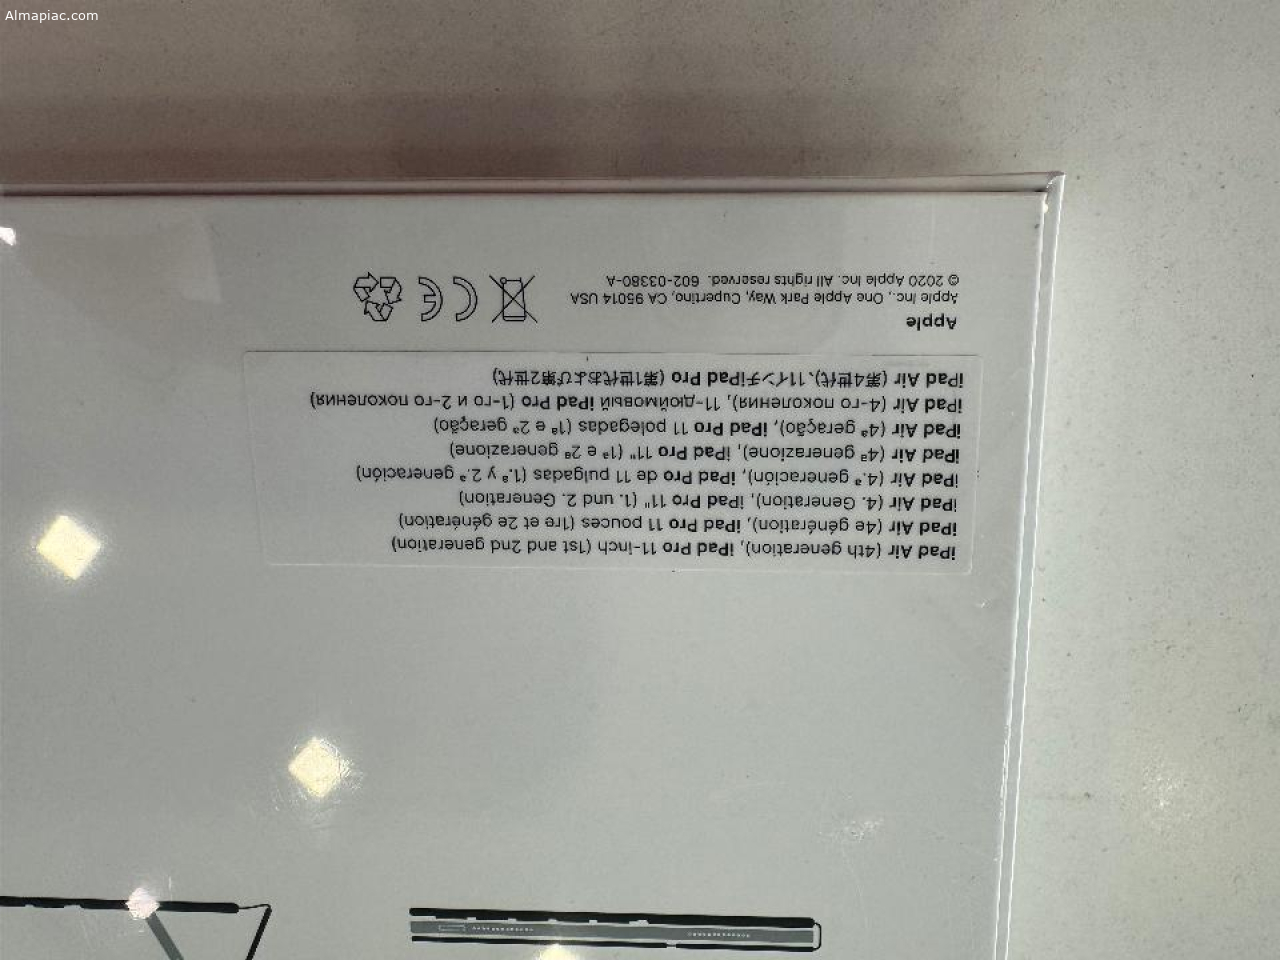 Almapiac.com
iPad Air (4th generation), iPad Pro 11-inch (1st and 2nd generation)
iPad Air (4e génération), iPad Pro 11 pouces (1re et 2e génération)
iPad Air (4. Generation), iPad Pro 11" (1. und 2. Generation)
iPad Air (4.ª generación), iPad Pro de 11 pulgadas (1.ª y 2.ª generación)
iPad Air (4ª generazione), iPad Pro 11" (1ª e 2ª generazione)
iPad Air (4ª geração), iPad Pro 11 polegadas (1ª e 2ª geração)
iPad Air (4-го поколения), 11-дюймовый iPad Pro (1-го и 2-го поколения)
iPad Air (第4世代)、11インチiPad Pro (第1世代および第2世代)
Apple
Apple Inc., One Apple Park Way, Cupertino, CA 95014 USA
© 2020 Apple Inc. All rights reserved. 602-03380-A